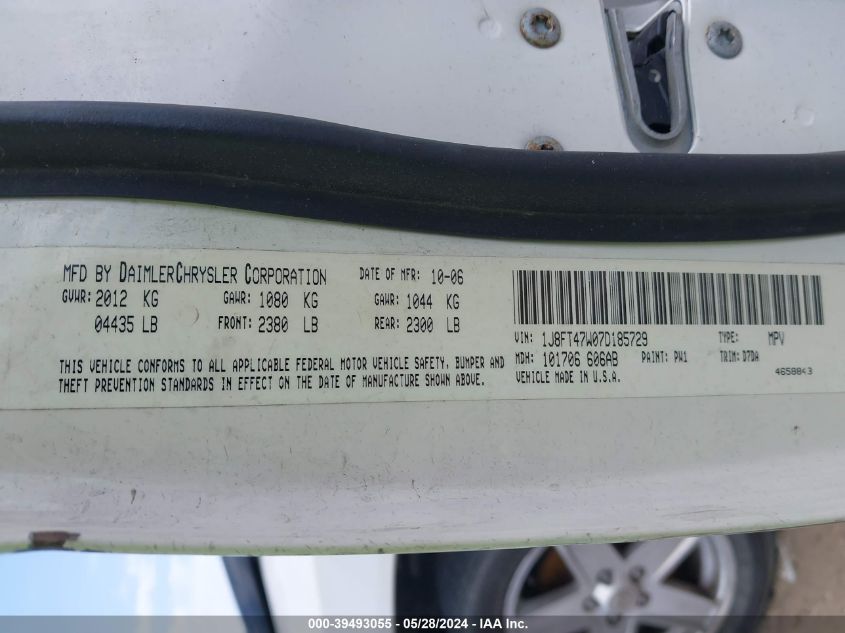 MFD BY DAIMLERCHRYSLER CORPORATION DATE OF MFR: 10-06
GVWR: 2012 KG GAWR: 1080 KG GAWR: 1044 KG
04435 LB FRONT: 2380 LB REAR: 2300 LB
THIS VEHICLE CONFORMS TO ALL APPLICABLE FEDERAL MOTOR VEHICLE SAFETY, BUMPER AND
THEFT PREVENTION STANDARDS IN EFFECT ON THE DATE OF MANUFACTURE SHOWN ABOVE.
VIN: 1J8FT47W07D185729 TYPE: MPV
MDH: 101706 606AB PAINT: PW1 TRIM: D7DA
VEHICLE MADE IN U.S.A. 4658843
000-39493055 - 05/28/2024 - IAA Inc.